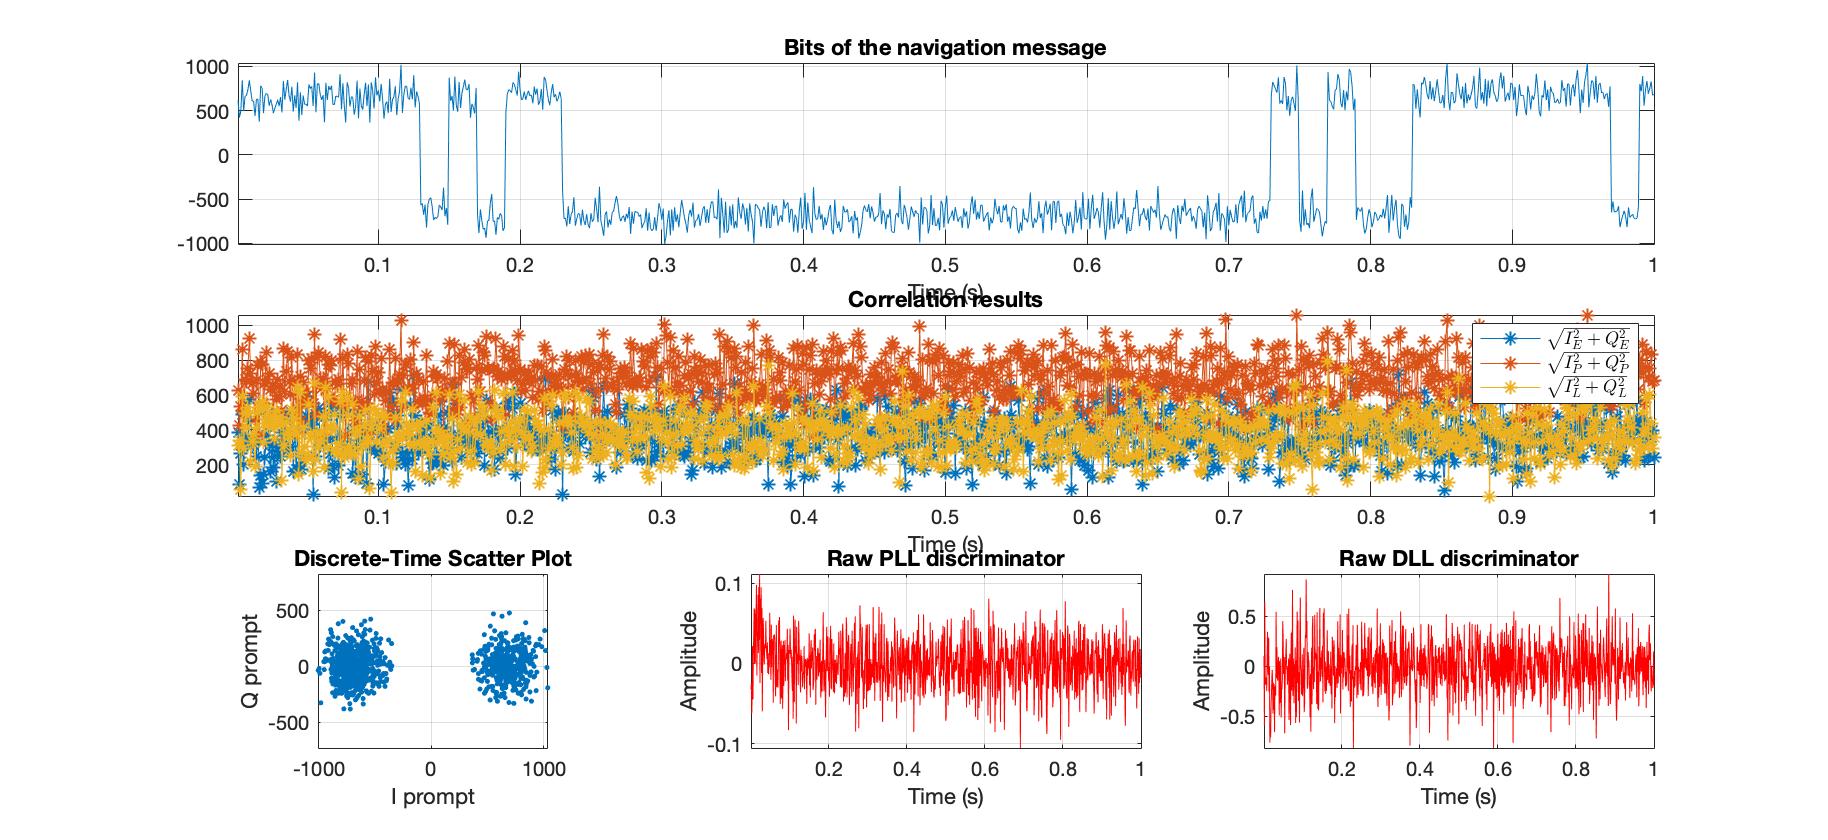 Bits of the navigation message
1000
500
0
-500
-1000
0.1 0.2 0.3 0.4 0.5 0.6 0.7 0.8 0.9 1
Time (s)
Correlation results
1000
800
600
400
200
√I_E^2 + Q_E^2
√I_P^2 + Q_P^2
√I_L^2 + Q_L^2
0.1 0.2 0.3 0.4 0.5 0.6 0.7 0.8 0.9 1
Time (s)
Discrete-Time Scatter Plot
Q prompt
500
0
-500
-1000 0 1000
I prompt
Raw PLL discriminator
Amplitude
0.1
0
-0.1
0.2 0.4 0.6 0.8 1
Time (s)
Raw DLL discriminator
Amplitude
0.5
0
-0.5
0.2 0.4 0.6 0.8 1
Time (s)